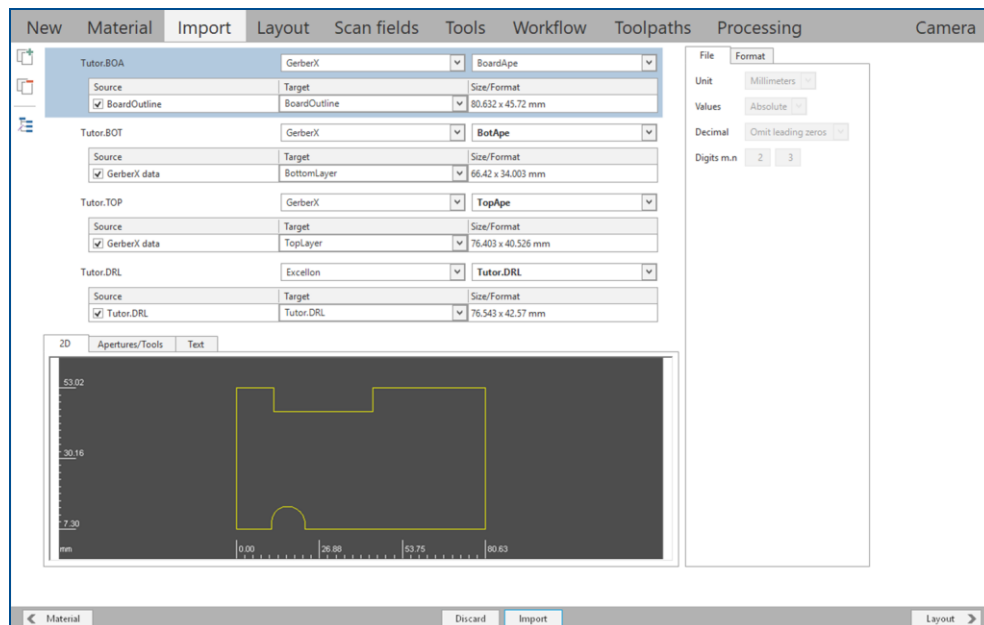 New Material Import Layout Scan fields Tools Workflow Toolpaths Processing Camera
Tutor.BOA GerberX BoardApe
Source Target Size/Format
BoardOutline BoardOutline 80.632 x 45.72 mm
Tutor.BOT GerberX BotApe
Source Target Size/Format
GerberX data BottomLayer 66.42 x 34.003 mm
Tutor.TOP GerberX TopApe
Source Target Size/Format
GerberX data TopLayer 76.403 x 40.526 mm
Tutor.DRL Excellon Tutor.DRL
Source Target Size/Format
Tutor.DRL Tutor.DRL 76.543 x 42.57 mm
File Format
Unit Millimeters
Values Absolute
Decimal Omit leading zeros
Digits m.n 2 3
2D Apertures/Tools Text
53.02
30.16
7.30
mm 0.00 26.88 53.75 80.63
Material Discard Import Layout